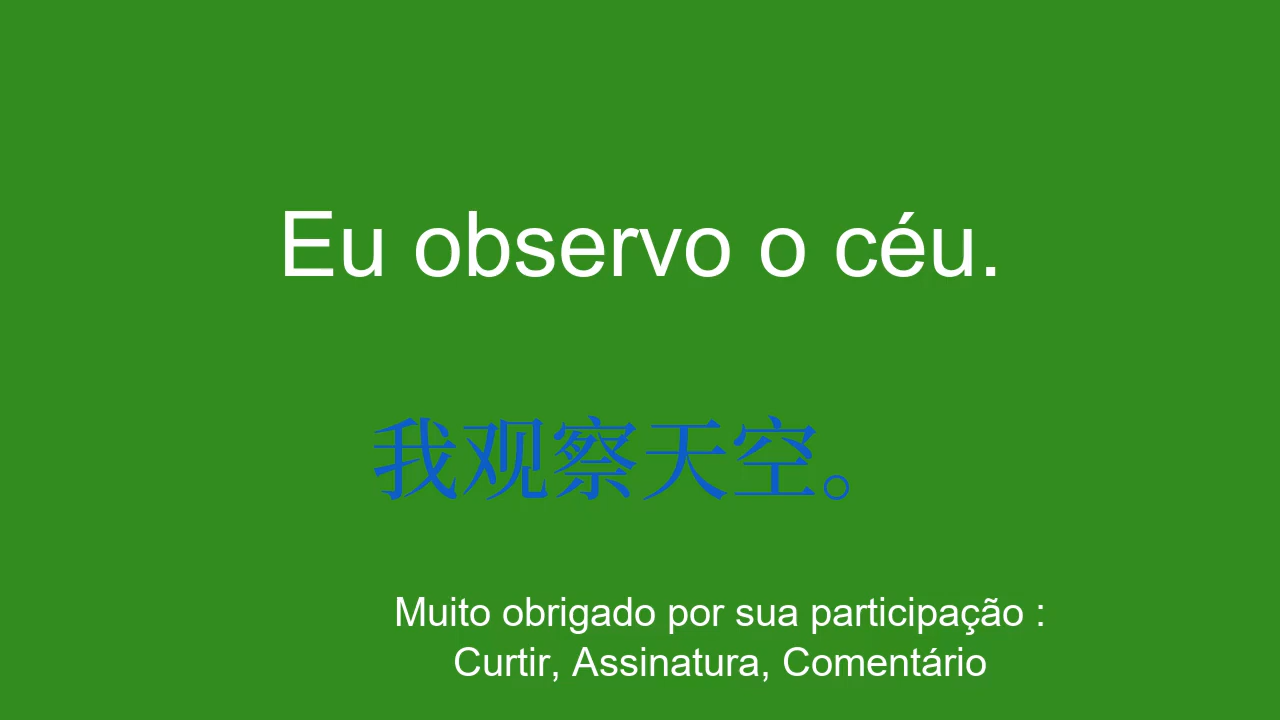 Eu observo o céu.
我观察天空。
Muito obrigado por sua participação :
Curtir, Assinatura, Comentário